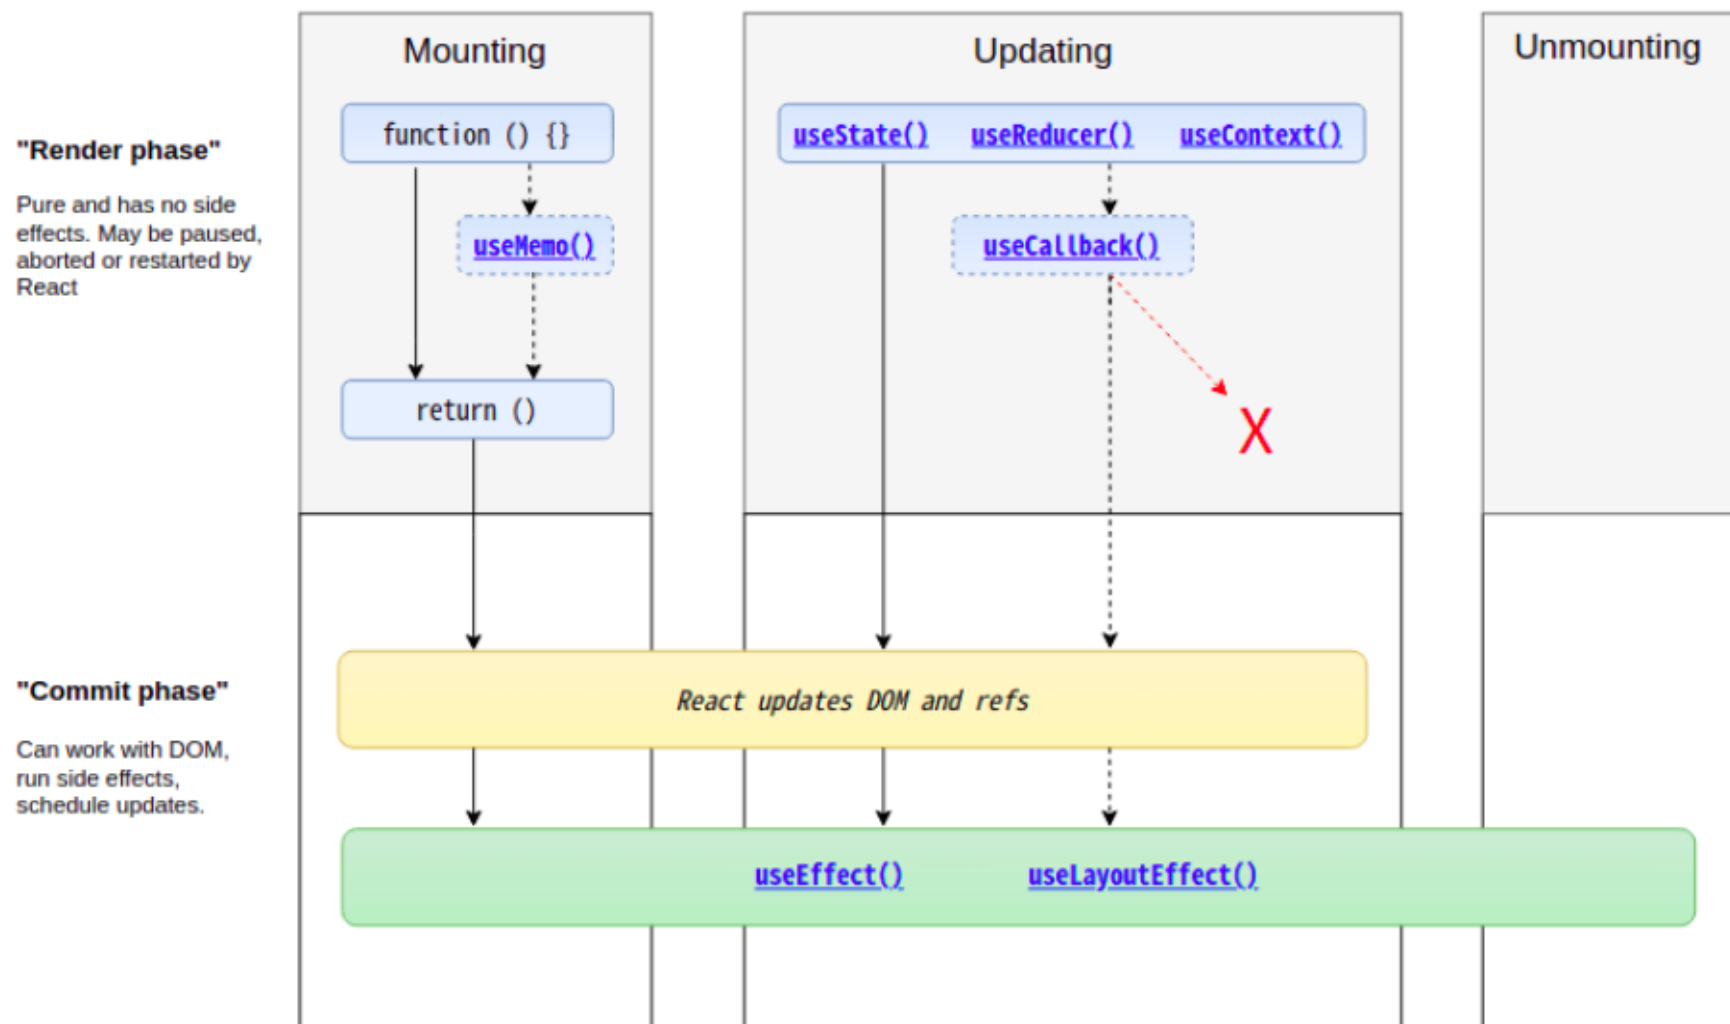 Mounting
Updating
Unmounting
function () {}
useState() useReducer() useContext()
"Render phase"
Pure and has no side
effects. May be paused,
aborted or restarted by
React
useMemo()
useCallback()
return ()
X
"Commit phase"
Can work with DOM,
run side effects,
schedule updates.
React updates DOM and refs
useEffect() useLayoutEffect()